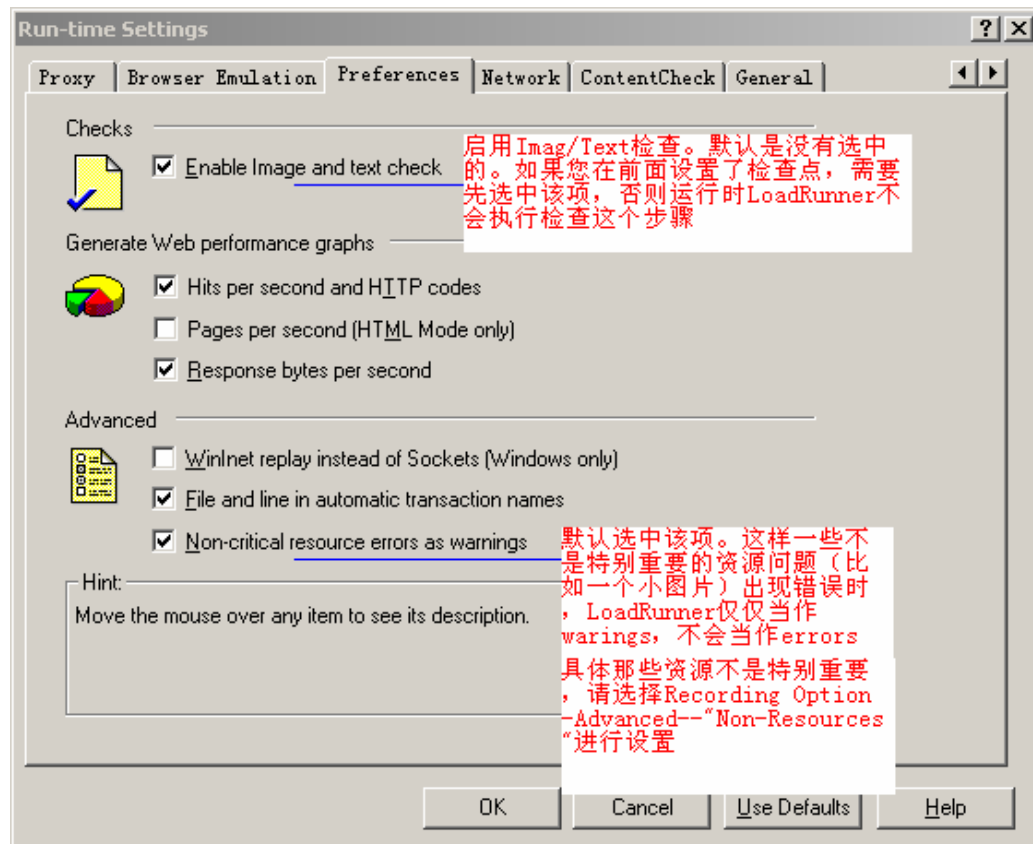 Run-time Settings
Proxy Browser Emulation Preferences Network ContentCheck General
Checks
Enable Image and text check
启用Imag/Text检查。默认是没有选中
的。如果您在前面设置了检查点，需要
先选中该项，否则运行时LoadRunner不
会执行检查这个步骤
Generate Web performance graphs
Hits per second and HTTP codes
Pages per second (HTML Mode only)
Response bytes per second
Advanced
WinInet replay instead of Sockets (Windows only)
File and line in automatic transaction names
Non-critical resource errors as warnings
默认选中该项。这样一些不
是特别重要的资源问题（比
如一个小图片）出现错误时
，LoadRunner仅仅当作
warings，不会当作errors
具体那些资源不是特别重要
，请选择Recording Option
-Advanced--“Non-Resources
“进行设置
Hint:
Move the mouse over any item to see its description.
OK Cancel Use Defaults Help